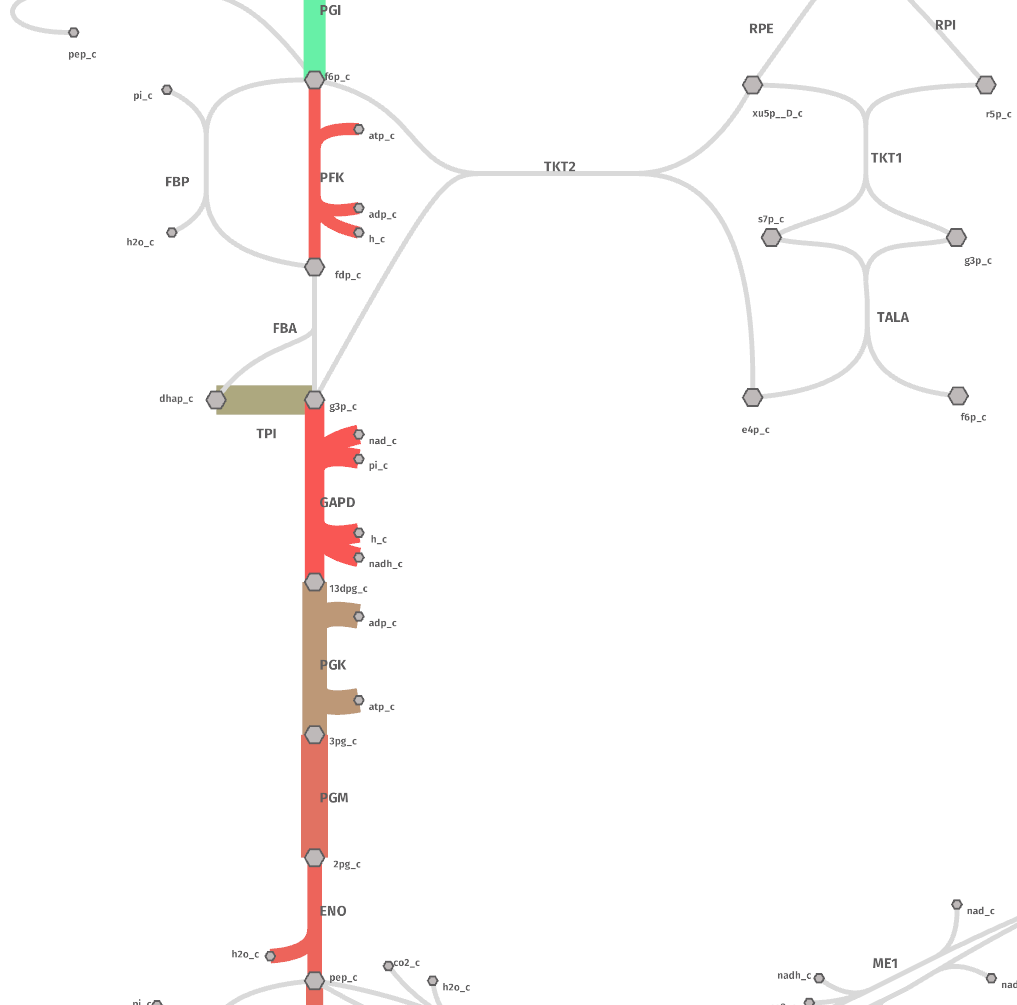 PGI
RPI
RPE
pep_c
f6p_c
pi_c
xu5p__D_c
r5p_c
atp_c
TKT1
TKT2
PFK
FBP
adp_c
s7p_c
h_c
h2o_c
g3p_c
fdp_c
TALA
FBA
dhap_c
g3p_c
f6p_c
e4p_c
TPI
nad_c
pi_c
GAPD
h_c
nadh_c
13dpg_c
adp_c
PGK
atp_c
3pg_c
PGM
2pg_c
ENO
nad_c
h2o_c
co2_c
ME1
pep_c
nadh_c
h2o_c
nad
pi_c